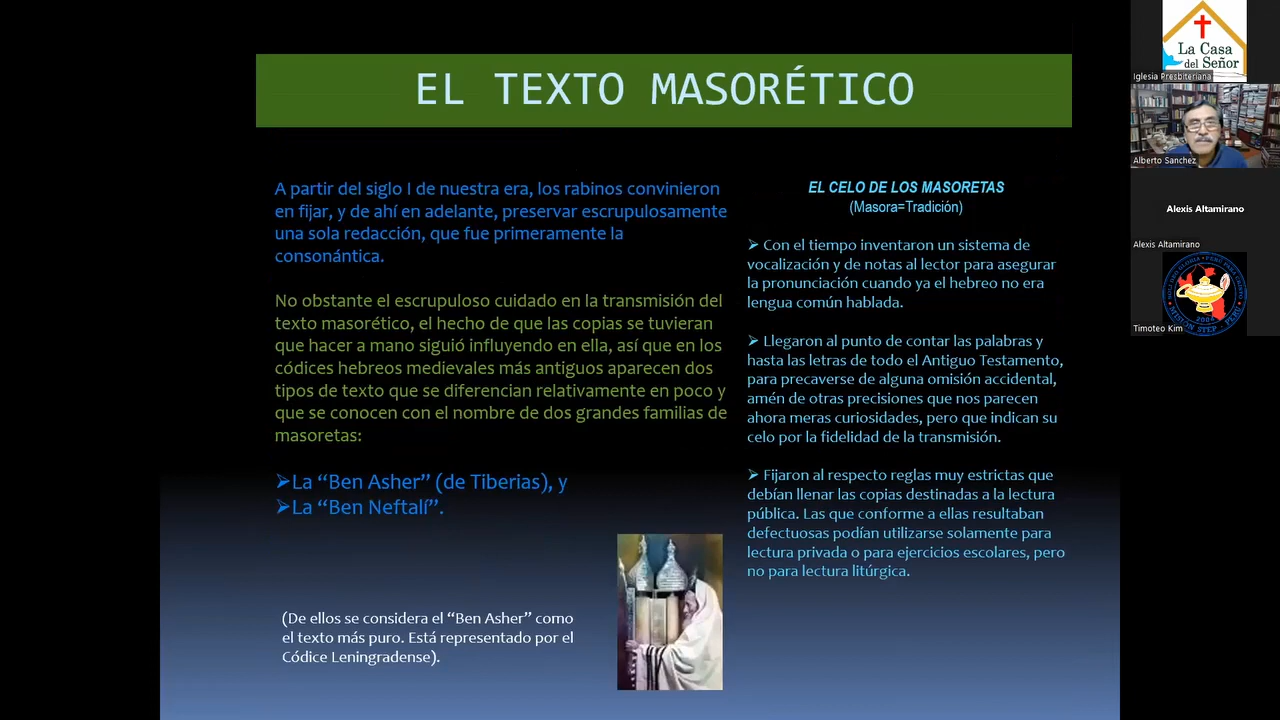 EL TEXTO MASORÉTICO
A partir del siglo I de nuestra era, los rabinos convinieron
en fijar, y de ahí en adelante, preservar escrupulosamente
una sola redacción, que fue primeramente la
consonántica.
No obstante el escrupuloso cuidado en la transmisión del
texto masorético, el hecho de que las copias se tuvieran
que hacer a mano siguió influyendo en ella, así que en los
códices hebreos medievales más antiguos aparecen dos
tipos de texto que se diferencian relativamente en poco y
que se conocen con el nombre de dos grandes familias de
masoretas:
➢La “Ben Asher” (de Tiberias), y
➢La “Ben Neftalí”.
(De ellos se considera el “Ben Asher” como
el texto más puro. Está representado por el
Códice Leningradense).
EL CELO DE LOS MASORETAS
(Masora=Tradición)
➢ Con el tiempo inventaron un sistema de
vocalización y de notas al lector para asegurar
la pronunciación cuando ya el hebreo no era
lengua común hablada.
➢ Llegaron al punto de contar las palabras y
hasta las letras de todo el Antiguo Testamento,
para precaverse de alguna omisión accidental,
amén de otras precisiones que nos parecen
ahora meras curiosidades, pero que indican su
celo por la fidelidad de la transmisión.
➢ Fijaron al respecto reglas muy estrictas que
debían llenar las copias destinadas a la lectura
pública. Las que conforme a ellas resultaban
defectuosas podían utilizarse solamente para
lectura privada o para ejercicios escolares, pero
no para lectura litúrgica.
La Casa
del Señor
Iglesia Presbiteriana
Alberto Sanchez
Alexis Altamirano
Alexis Altamirano
MISIÓN STEP - PERÚ
2004
Timoteo Kim